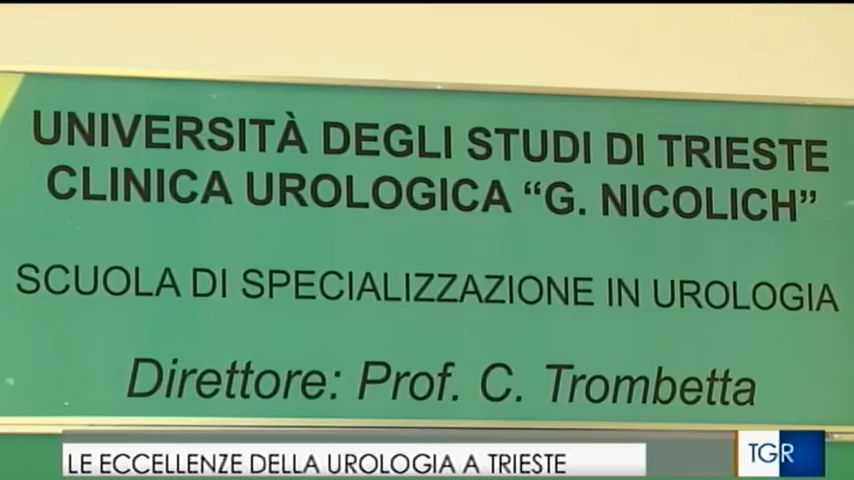 UNIVERSITÀ DEGLI STUDI DI TRIESTE
CLINICA UROLOGICA “G. NICOLICH”
SCUOLA DI SPECIALIZZAZIONE IN UROLOGIA
Direttore: Prof. C. Trombetta
LE ECCELLENZE DELLA UROLOGIA A TRIESTE
TGR